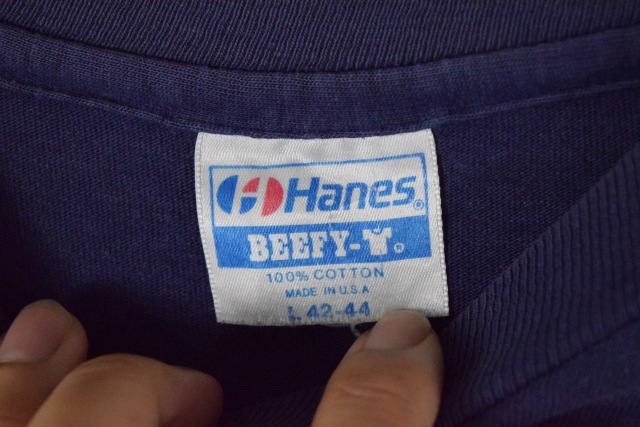 Hanes®
BEEFY-®
100% COTTON
MADE IN U.S.A
L 42-44